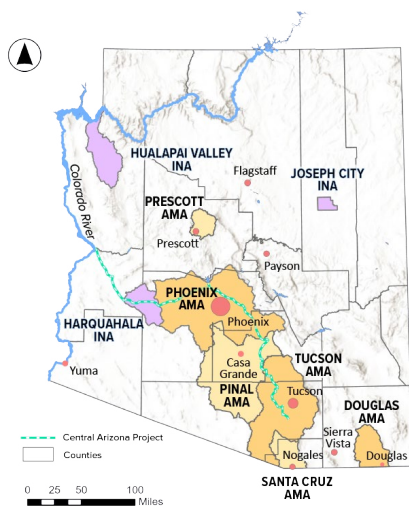 HUALAPAI VALLEY
INA
Flagstaff
JOSEPH CITY
INA
Colorado River
PRESCOTT
AMA
Prescott
Payson
PHOENIX
AMA
Phoenix
HARQUAHALA
INA
Casa
Grande
TUCSON
AMA
Yuma
PINAL
AMA
Tucson
DOUGLAS
AMA
Sierra
Vista
Nogales
Douglas
SANTA CRUZ
AMA
Central Arizona Project
Counties
0 25 50 100
Miles